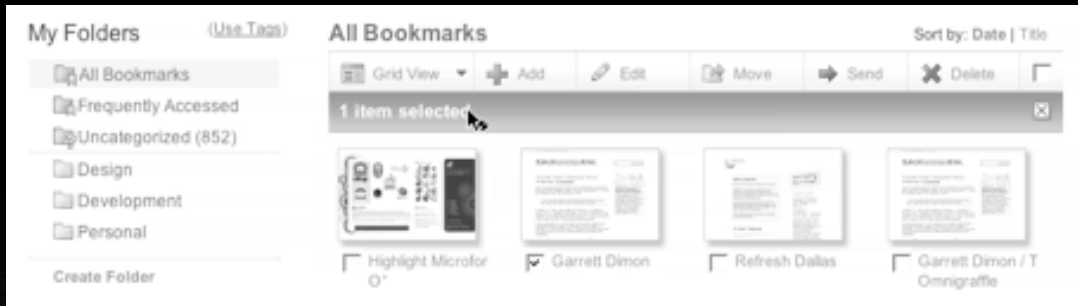 My Folders (Use Tags)
All Bookmarks
Frequently Accessed
Uncategorized (852)
Design
Development
Personal
Create Folder
All Bookmarks Sort by: Date | Title
Grid View Add Edit Move Send Delete
1 item selected
Highlight Microfor
O"
Garrett Dimon
Refresh Dallas
Garrett Dimon / T
Omnigraffle